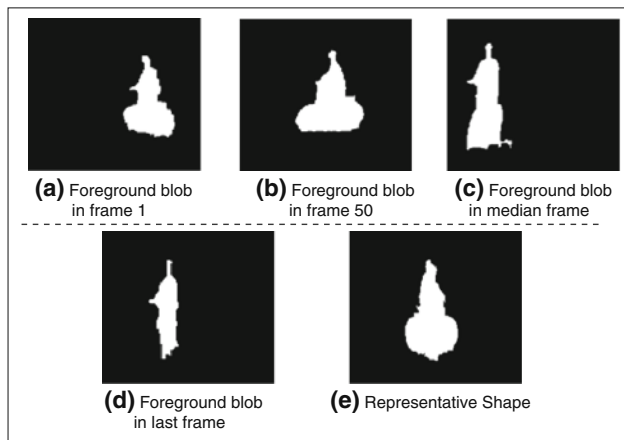 (a) Foreground blob
in frame 1
(b) Foreground blob
in frame 50
(c) Foreground blob
in median frame
(d) Foreground blob
in last frame
(e) Representative Shape